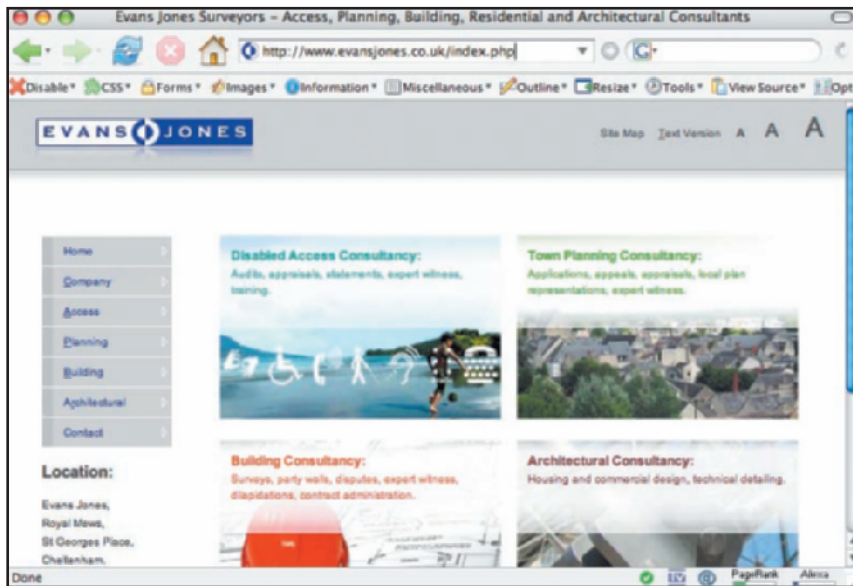 Evans Jones Surveyors – Access, Planning, Building, Residential and Architectural Consultants
http://www.evansjones.co.uk/index.php
G
Disable CSS Forms Images Information Miscellaneous Outline Resize Tools View Source Opt
EVANS JONES
Site Map Text Version A A A
Home
Company
Access
Planning
Building
Architectural
Contact
Location:
Evans Jones,
Royal Mews,
St Georges Place,
Cheltenham,
Disabled Access Consultancy:
Audits, appraisals, statements, expert witness,
training.
Town Planning Consultancy:
Applications, appeals, appraisals, local plan
representations, expert witness.
Building Consultancy:
Surveys, party walls, disputes, expert witness,
dilapidations, contract administration.
Architectural Consultancy:
Housing and commercial design, technical detailing.
Done PageRank Alexa